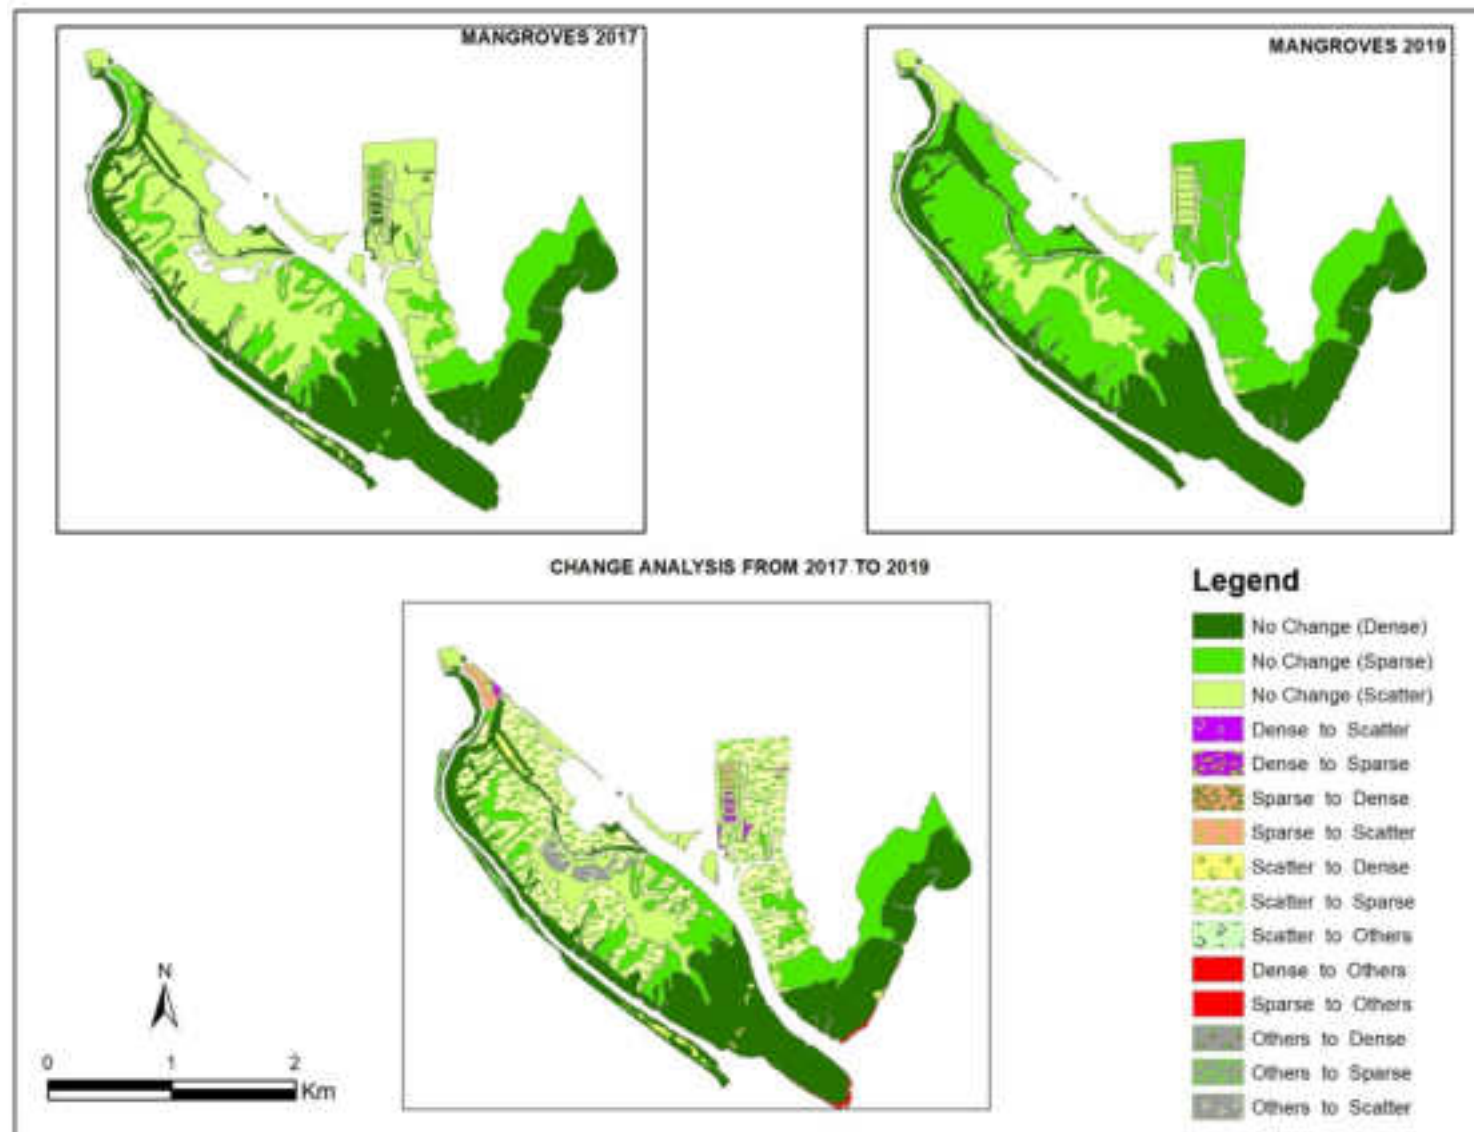 MANGROVES 2017
MANGROVES 2019
CHANGE ANALYSIS FROM 2017 TO 2019
Legend
No Change (Dense)
No Change (Sparse)
No Change (Scatter)
Dense to Scatter
Dense to Sparse
Sparse to Dense
Sparse to Scatter
Scatter to Dense
Scatter to Sparse
Scatter to Others
Dense to Others
Sparse to Others
Others to Dense
Others to Sparse
Others to Scatter
N
0 1 2
Km